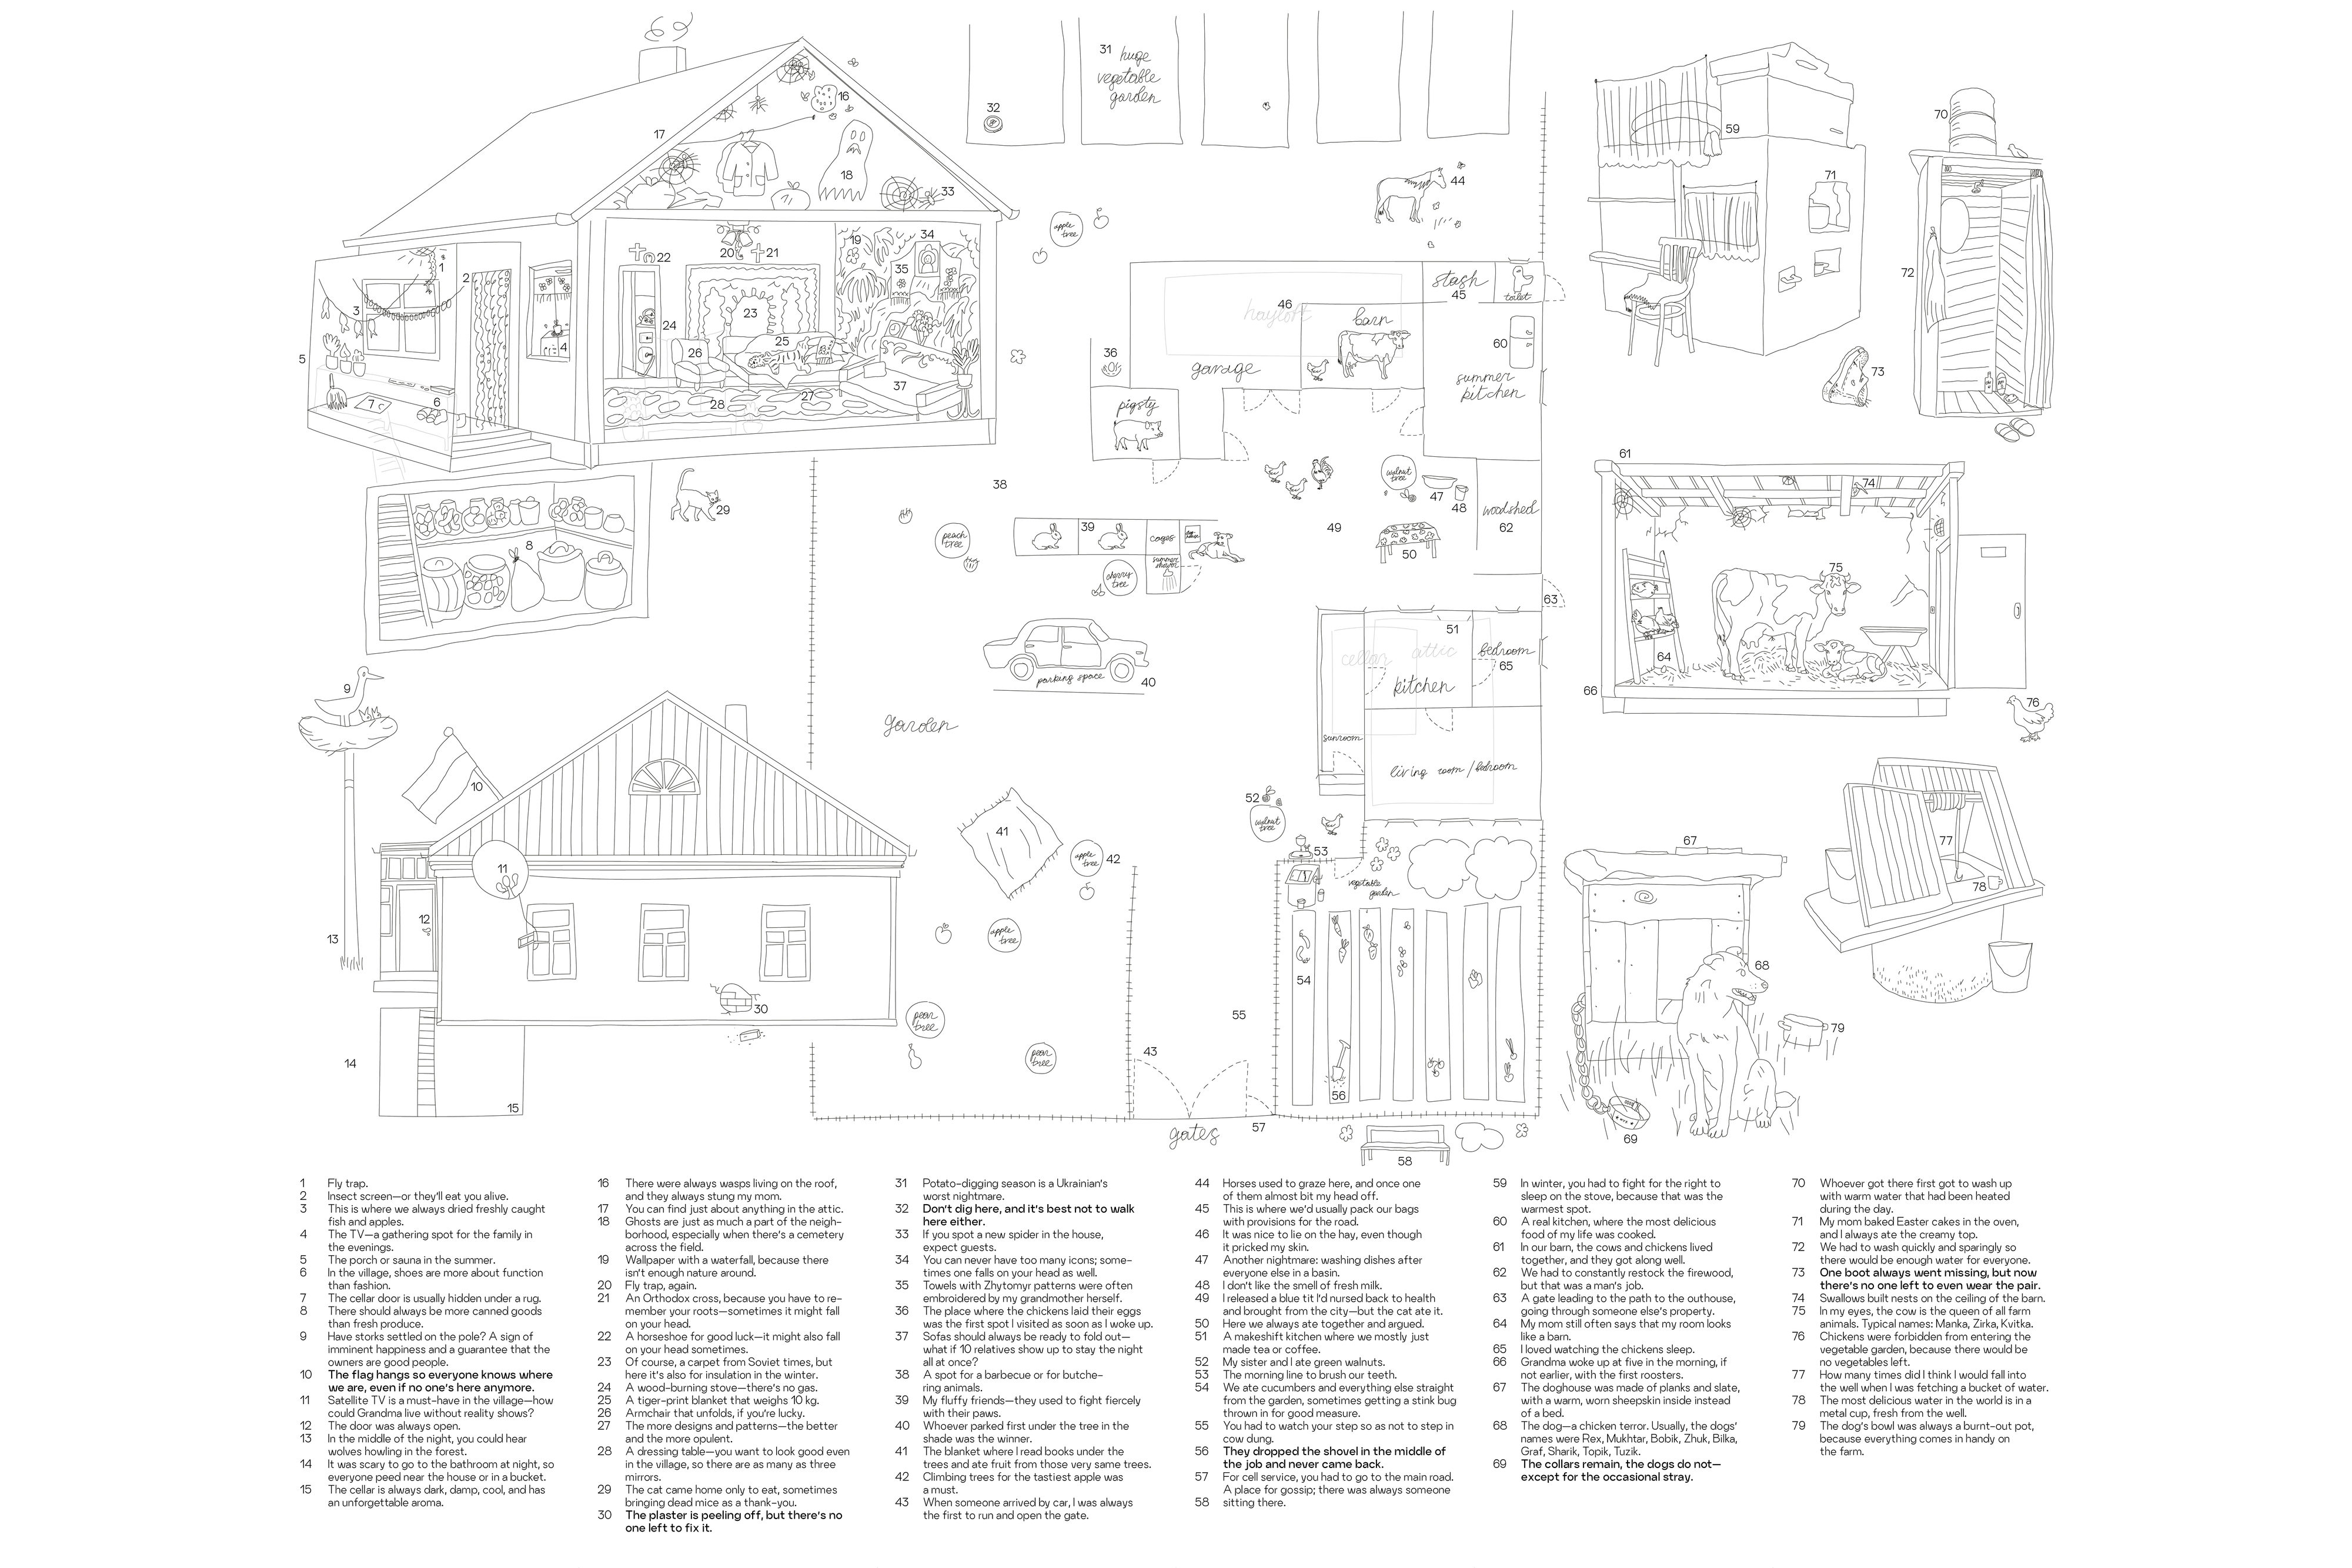 31 huge
vegetable
garden
32
16
17
18
33
44
apple
tree
59
70
71
72
73
1
2
3
4
5
6
7
19
20
21
22
23
24
25
26
27
28
34
35
37
hayloft
46
stash
45
toilet
barn
garage
36
pigsty
60
summer
kitchen
walnut
tree
47
48
woodshed
62
49
50
38
39
cages
summer
shower
peach
tree
cherry
tree
29
8
61
74
75
64
66
76
63
parking space
40
51
cellar
attic
bedroom
65
kitchen
sunroom
living room / bedroom
garden
9
10
11
12
13
14
15
30
41
apple
tree
42
apple
tree
pear
tree
pear
tree
52
walnut
tree
53
vegetable
garden
54
55
56
43
gates
57
58
67
68
69
77
78
79
1 Fly trap.
2 Insect screen—or they'll eat you alive.
3 This is where we always dried freshly caught
fish and apples.
4 The TV—a gathering spot for the family in
the evenings.
5 The porch or sauna in the summer.
6 In the village, shoes are more about function
than fashion.
7 The cellar door is usually hidden under a rug.
8 There should always be more canned goods
than fresh produce.
9 Have storks settled on the pole? A sign of
imminent happiness and a guarantee that the
owners are good people.
10 The flag hangs so everyone knows where
we are, even if no one's here anymore.
11 Satellite TV is a must-have in the village—how
could Grandma live without reality shows?
12 The door was always open.
13 In the middle of the night, you could hear
wolves howling in the forest.
14 It was scary to go to the bathroom at night, so
everyone peed near the house or in a bucket.
15 The cellar is always dark, damp, cool, and has
an unforgettable aroma.
16 There were always wasps living on the roof,
and they always stung my mom.
17 You can find just about anything in the attic.
18 Ghosts are just as much a part of the neigh-
borhood, especially when there's a cemetery
across the field.
19 Wallpaper with a waterfall, because there
isn't enough nature around.
20 Fly trap, again.
21 An Orthodox cross, because you have to re-
member your roots—sometimes it might fall
on your head.
22 A horseshoe for good luck—it might also fall
on your head sometimes.
23 Of course, a carpet from Soviet times, but
here it's also for insulation in the winter.
24 A wood-burning stove—there's no gas.
25 A tiger-print blanket that weighs 10 kg.
26 Armchair that unfolds, if you're lucky.
27 The more designs and patterns—the better
and the more opulent.
28 A dressing table—you want to look good even
in the village, so there are as many as three
mirrors.
29 The cat came home only to eat, sometimes
bringing dead mice as a thank-you.
30 The plaster is peeling off, but there's no
one left to fix it.
31 Potato-digging season is a Ukrainian's
worst nightmare.
32 Don't dig here, and it's best not to walk
here either.
33 If you spot a new spider in the house,
expect guests.
34 You can never have too many icons; some-
times one falls on your head as well.
35 Towels with Zhytomyr patterns were often
embroidered by my grandmother herself.
36 The place where the chickens laid their eggs
was the first spot I visited as soon as I woke up.
37 Sofas should always be ready to fold out—
what if 10 relatives show up to stay the night
all at once?
38 A spot for a barbecue or for butche-
ring animals.
39 My fluffy friends—they used to fight fiercely
with their paws.
40 Whoever parked first under the tree in the
shade was the winner.
41 The blanket where I read books under the
trees and ate fruit from those very same trees.
42 Climbing trees for the tastiest apple was
a must.
43 When someone arrived by car, I was always
the first to run and open the gate.
44 Horses used to graze here, and once one
of them almost bit my head off.
45 This is where we'd usually pack our bags
with provisions for the road.
46 It was nice to lie on the hay, even though
it pricked my skin.
47 Another nightmare: washing dishes after
everyone else in a basin.
48 I don't like the smell of fresh milk.
49 I released a blue tit I'd nursed back to health
and brought from the city—but the cat ate it.
50 Here we always ate together and argued.
51 A makeshift kitchen where we mostly just
made tea or coffee.
52 My sister and I ate green walnuts.
53 The morning line to brush our teeth.
54 We ate cucumbers and everything else straight
from the garden, sometimes getting a stink bug
thrown in for good measure.
55 You had to watch your step so as not to step in
cow dung.
56 They dropped the shovel in the middle of
the job and never came back.
57 For cell service, you had to go to the main road.
A place for gossip; there was always someone
58 sitting there.
59 In winter, you had to fight for the right to
sleep on the stove, because that was the
warmest spot.
60 A real kitchen, where the most delicious
food of my life was cooked.
61 In our barn, the cows and chickens lived
together, and they got along well.
62 We had to constantly restock the firewood,
but that was a man's job.
63 A gate leading to the path to the outhouse,
going through someone else's property.
64 My mom still often says that my room looks
like a barn.
65 I loved watching the chickens sleep.
66 Grandma woke up at five in the morning, if
not earlier, with the first roosters.
67 The doghouse was made of planks and slate,
with a warm, worn sheepskin inside instead
of a bed.
68 The dog—a chicken terror. Usually, the dogs'
names were Rex, Mukhtar, Bobik, Zhuk, Bilka,
Graf, Sharik, Topik, Tuzik.
69 The collars remain, the dogs do not—
except for the occasional stray.
70 Whoever got there first got to wash up
with warm water that had been heated
during the day.
71 My mom baked Easter cakes in the oven,
and I always ate the creamy top.
72 We had to wash quickly and sparingly so
there would be enough water for everyone.
73 One boot always went missing, but now
there's no one left to even wear the pair.
74 Swallows built nests on the ceiling of the barn.
75 In my eyes, the cow is the queen of all farm
animals. Typical names: Manka, Zirka, Kvitka.
76 Chickens were forbidden from entering the
vegetable garden, because there would be
no vegetables left.
77 How many times did I think I would fall into
the well when I was fetching a bucket of water.
78 The most delicious water in the world is in a
metal cup, fresh from the well.
79 The dog's bowl was always a burnt-out pot,
because everything comes in handy on
the farm.